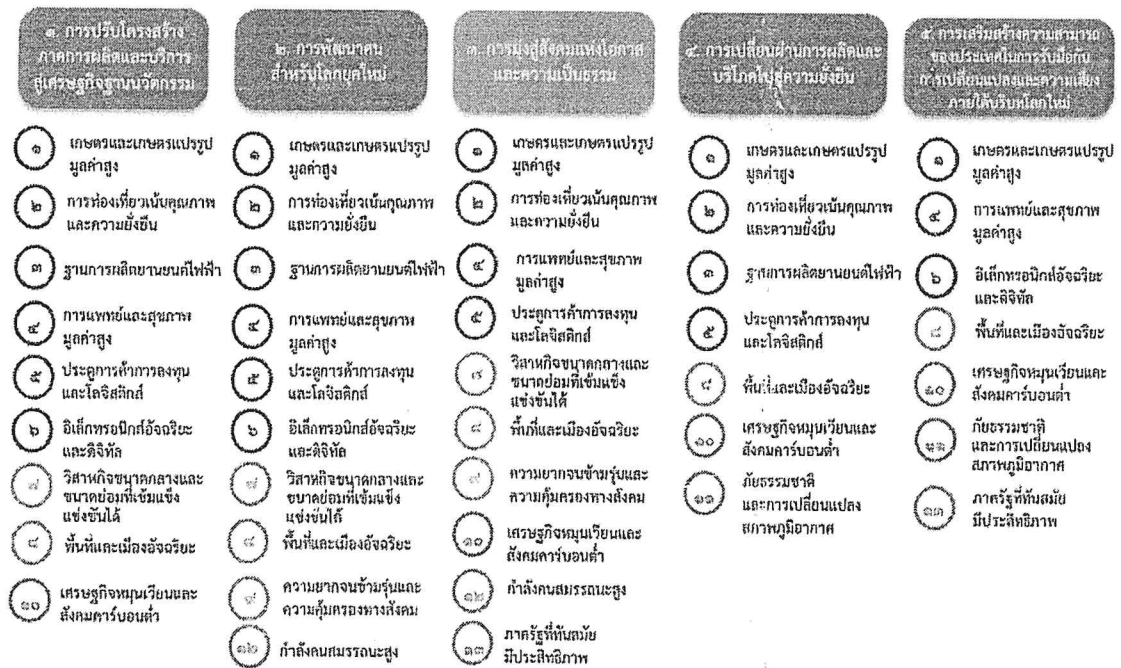 ๑. การปรับโครงสร้าง
ภาคการผลิตและบริการ
สู่เศรษฐกิจฐานนวัตกรรม
๑ เกษตรและเกษตรแปรรูป
มูลค่าสูง
๒ การท่องเที่ยวเน้นคุณภาพ
และความยั่งยืน
๓ ฐานการผลิตยานยนต์ไฟฟ้า
๔ การแพทย์และสุขภาพ
มูลค่าสูง
๕ ประตูการค้าการลงทุน
และโลจิสติกส์
๖ อิเล็กทรอนิกส์อัจฉริยะ
และดิจิทัล
๗ วิสาหกิจขนาดกลางและ
ขนาดย่อมที่เข้มแข็ง
แข่งขันได้
๘ พื้นที่และเมืองอัจฉริยะ
๑๐ เศรษฐกิจหมุนเวียนและ
สังคมคาร์บอนต่ำ
๒. การพัฒนาคน
สำหรับโลกยุคใหม่
๑ เกษตรและเกษตรแปรรูป
มูลค่าสูง
๒ การท่องเที่ยวเน้นคุณภาพ
และความยั่งยืน
๓ ฐานการผลิตยานยนต์ไฟฟ้า
๔ การแพทย์และสุขภาพ
มูลค่าสูง
๕ ประตูการค้าการลงทุน
และโลจิสติกส์
๖ อิเล็กทรอนิกส์อัจฉริยะ
และดิจิทัล
๗ วิสาหกิจขนาดกลางและ
ขนาดย่อมที่เข้มแข็ง
แข่งขันได้
๘ พื้นที่และเมืองอัจฉริยะ
๙ ความยากจนข้ามรุ่นและ
ความคุ้มครองทางสังคม
๑๒ กำลังคนสมรรถนะสูง
๓. การมุ่งสู่สังคมแห่งโอกาส
และความเป็นธรรม
๑ เกษตรและเกษตรแปรรูป
มูลค่าสูง
๒ การท่องเที่ยวเน้นคุณภาพ
และความยั่งยืน
๔ การแพทย์และสุขภาพ
มูลค่าสูง
๕ ประตูการค้าการลงทุน
และโลจิสติกส์
๗ วิสาหกิจขนาดกลางและ
ขนาดย่อมที่เข้มแข็ง
แข่งขันได้
๘ พื้นที่และเมืองอัจฉริยะ
๙ ความยากจนข้ามรุ่นและ
ความคุ้มครองทางสังคม
๑๐ เศรษฐกิจหมุนเวียนและ
สังคมคาร์บอนต่ำ
๑๒ กำลังคนสมรรถนะสูง
๑๓ ภาครัฐที่ทันสมัย
มีประสิทธิภาพ
๔. การเปลี่ยนผ่านการผลิตและ
บริโภคไปสู่ความยั่งยืน
๑ เกษตรและเกษตรแปรรูป
มูลค่าสูง
๒ การท่องเที่ยวเน้นคุณภาพ
และความยั่งยืน
๓ ฐานการผลิตยานยนต์ไฟฟ้า
๕ ประตูการค้าการลงทุน
และโลจิสติกส์
๘ พื้นที่และเมืองอัจฉริยะ
๑๐ เศรษฐกิจหมุนเวียนและ
สังคมคาร์บอนต่ำ
๑๑ ภัยธรรมชาติ
และการเปลี่ยนแปลง
สภาพภูมิอากาศ
๕. การเสริมสร้างความสามารถ
ของประเทศในการรับมือกับ
การเปลี่ยนแปลงและความเสี่ยง
ภายใต้บริบทโลกใหม่
๑ เกษตรและเกษตรแปรรูป
มูลค่าสูง
๔ การแพทย์และสุขภาพ
มูลค่าสูง
๖ อิเล็กทรอนิกส์อัจฉริยะ
และดิจิทัล
๘ พื้นที่และเมืองอัจฉริยะ
๑๐ เศรษฐกิจหมุนเวียนและ
สังคมคาร์บอนต่ำ
๑๑ ภัยธรรมชาติ
และการเปลี่ยนแปลง
สภาพภูมิอากาศ
๑๓ ภาครัฐที่ทันสมัย
มีประสิทธิภาพ